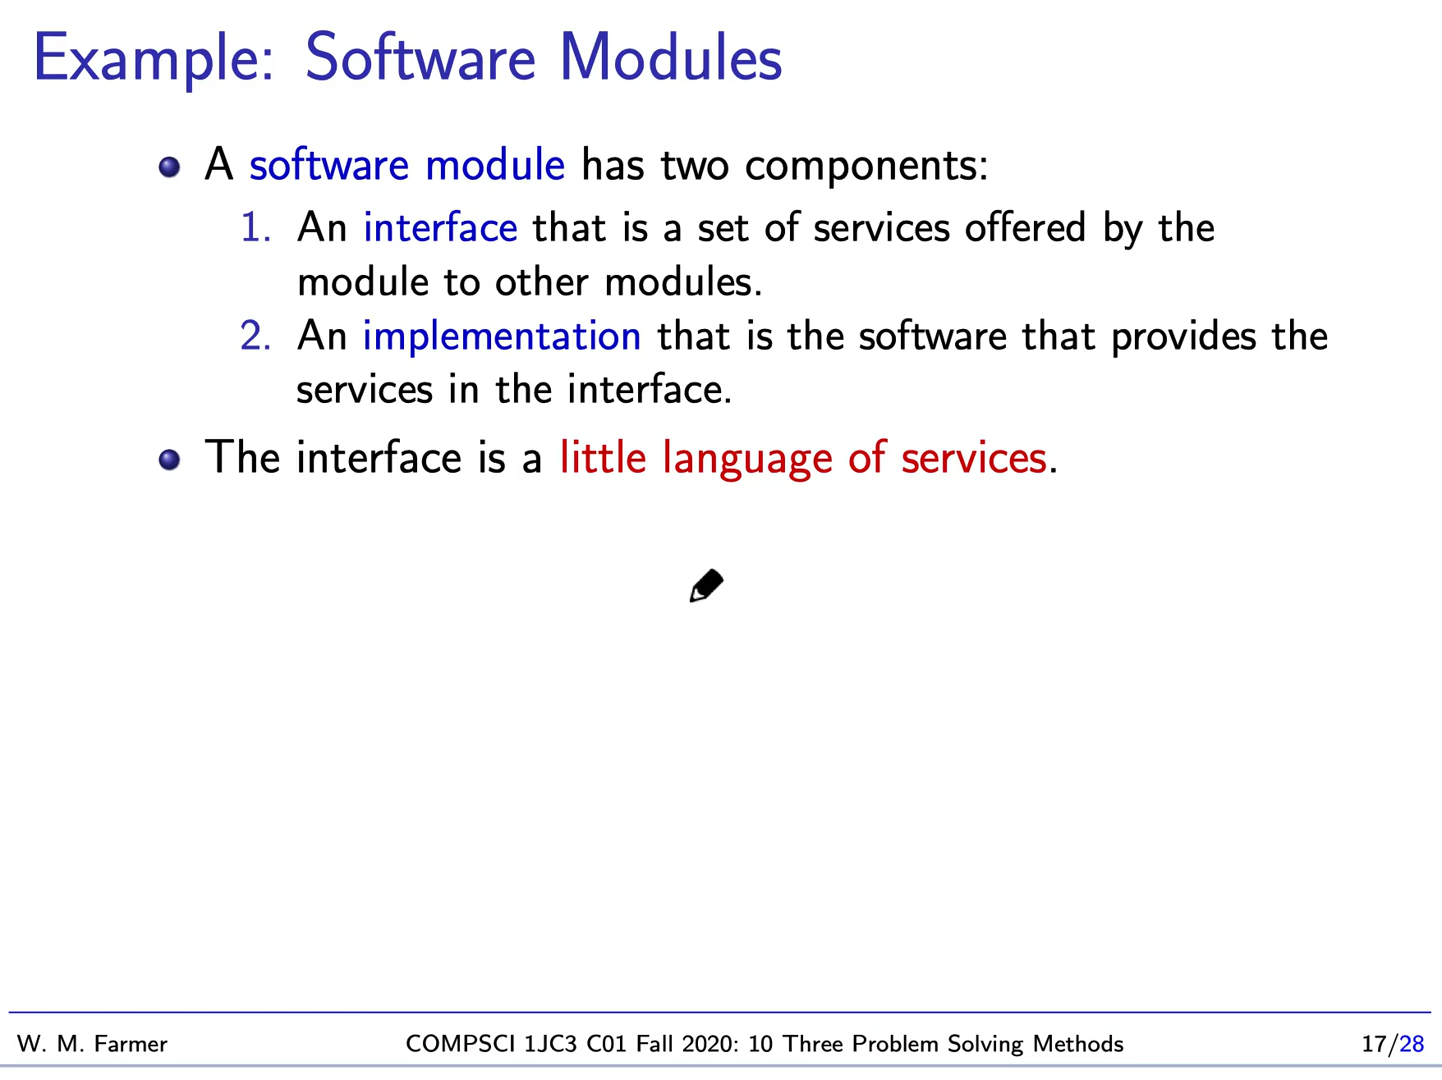 Example: Software Modules
A software module has two components:
1. An interface that is a set of services offered by the
module to other modules.
2. An implementation that is the software that provides the
services in the interface.
The interface is a little language of services.
W. M. Farmer COMPSCI 1JC3 C01 Fall 2020: 10 Three Problem Solving Methods 17/28